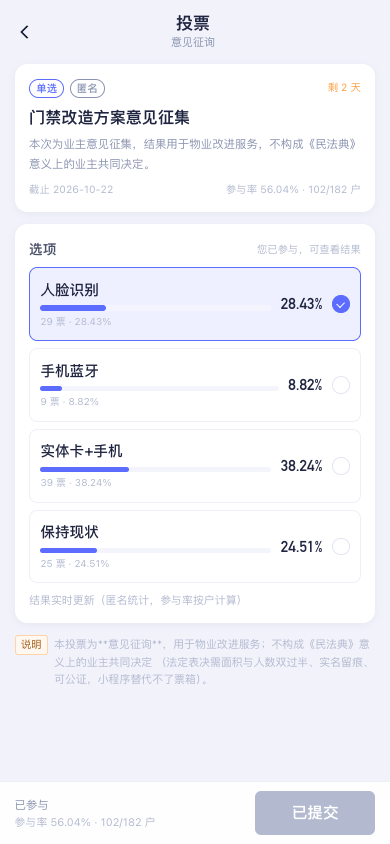 投票
意见征询
单选 匿名 剩 2 天
门禁改造方案意见征集
本次为业主意见征集，结果用于物业改进服务，不构成《民法典》
意义上的业主共同决定。
截止 2026-10-22 参与率 56.04% · 102/182 户
选项 您已参与，可查看结果
人脸识别
28.43%
29 票 · 28.43%
手机蓝牙
8.82%
9 票 · 8.82%
实体卡+手机
38.24%
39 票 · 38.24%
保持现状
24.51%
25 票 · 24.51%
结果实时更新（匿名统计，参与率按户计算）
说明 本投票为**意见征询**，用于物业改进服务；不构成《民法典》意
义上的业主共同决定 （法定表决需面积与人数双过半、实名留痕、
可公证，小程序替代不了票箱）。
已参与
参与率 56.04% · 102/182 户
已提交